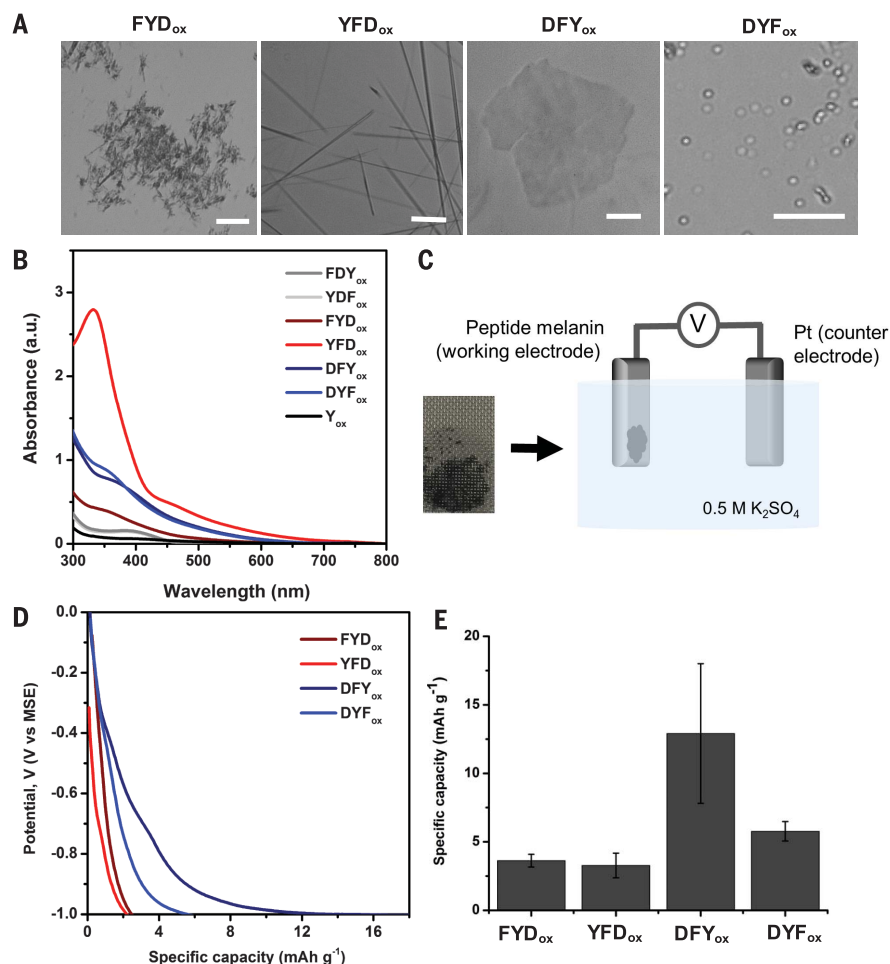 A
FYDox
YFDox
DFYox
DYFox
B
Absorbance (a.u.)
3
2
1
0
300
400
500
600
700
800
Wavelength (nm)
FDYox
YDFox
FYDox
YFDox
DFYox
DYFox
Yox
C
Peptide melanin
(working electrode)
V
Pt (counter
electrode)
0.5 M K2SO4
D
Potential, V (V vs MSE)
0.0
-0.2
-0.4
-0.6
-0.8
-1.0
0
4
8
12
16
Specific capacity (mAh g-1)
FYDox
YFDox
DFYox
DYFox
E
Specific capacity (mAh g-1)
20
15
10
5
0
FYDox
YFDox
DFYox
DYFox